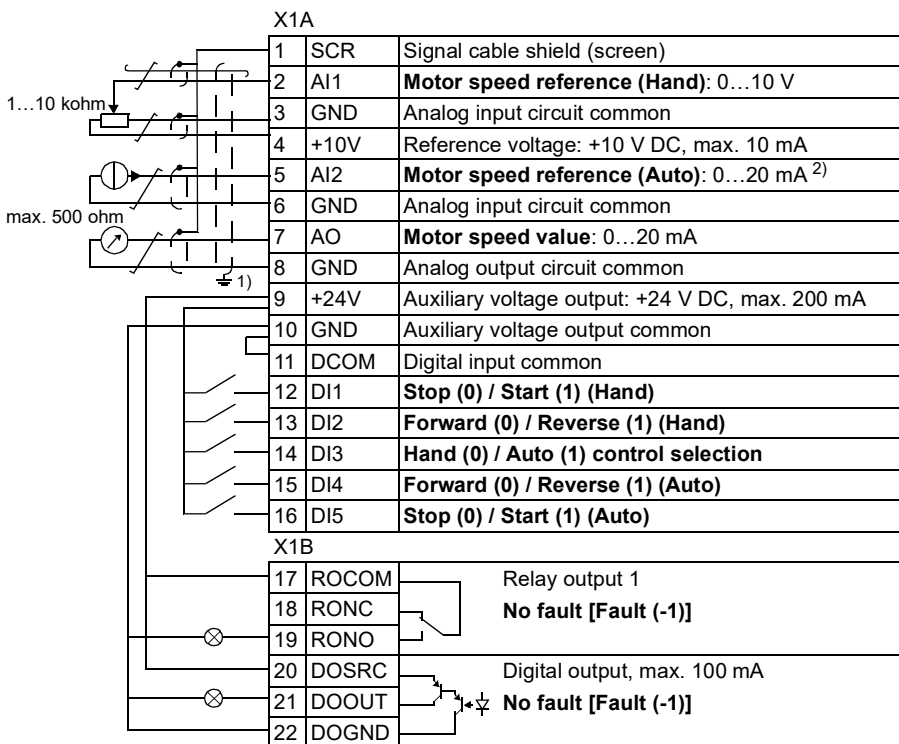 X1A
1 SCR Signal cable shield (screen)
2 AI1 Motor speed reference (Hand): 0…10 V
1…10 kohm
3 GND Analog input circuit common
4 +10V Reference voltage: +10 V DC, max. 10 mA
5 AI2 Motor speed reference (Auto): 0…20 mA 2)
6 GND Analog input circuit common
max. 500 ohm
7 AO Motor speed value: 0…20 mA
8 GND Analog output circuit common
1)
9 +24V Auxiliary voltage output: +24 V DC, max. 200 mA
10 GND Auxiliary voltage output common
11 DCOM Digital input common
12 DI1 Stop (0) / Start (1) (Hand)
13 DI2 Forward (0) / Reverse (1) (Hand)
14 DI3 Hand (0) / Auto (1) control selection
15 DI4 Forward (0) / Reverse (1) (Auto)
16 DI5 Stop (0) / Start (1) (Auto)
X1B
17 ROCOM Relay output 1
18 RONC No fault [Fault (-1)]
19 RONO
20 DOSRC Digital output, max. 100 mA
21 DOOUT No fault [Fault (-1)]
22 DOGND